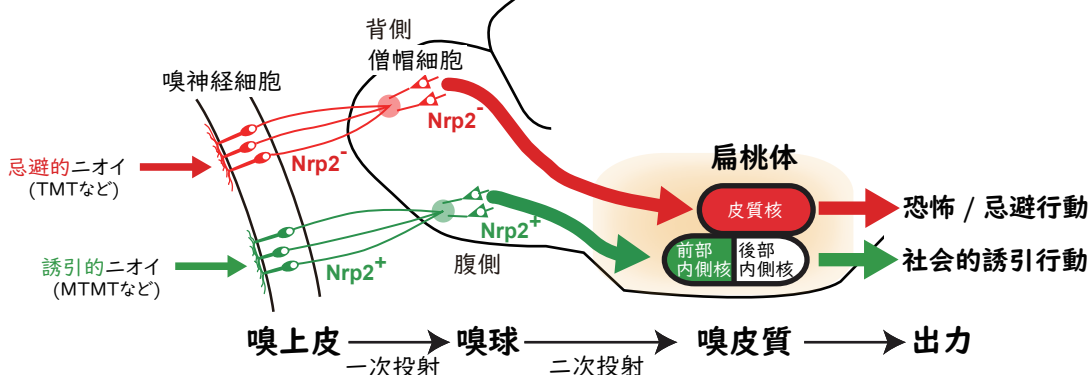 背側
僧帽細胞
嗅神経細胞
Nrp2-
Nrp2-
忌避的ニオイ
(TMTなど)
扁桃体
皮質核
恐怖 / 忌避行動
Nrp2+
Nrp2+
誘引的ニオイ
(MTMTなど)
腹側
前部
内側核
後部
内側核
社会的誘引行動
嗅上皮
一次投射
嗅球
二次投射
嗅皮質
出力